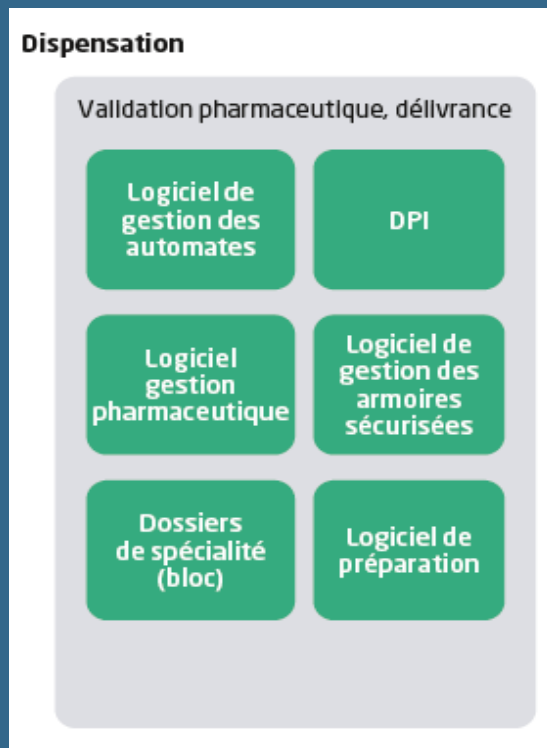 Dispensation
Validation pharmaceutique, délivrance
Logiciel de
gestion des
automates
DPI
Logiciel
gestion
pharmaceutique
Logiciel de
gestion des
armoires
sécurisées
Dossiers
de spécialité
(bloc)
Logiciel de
préparation